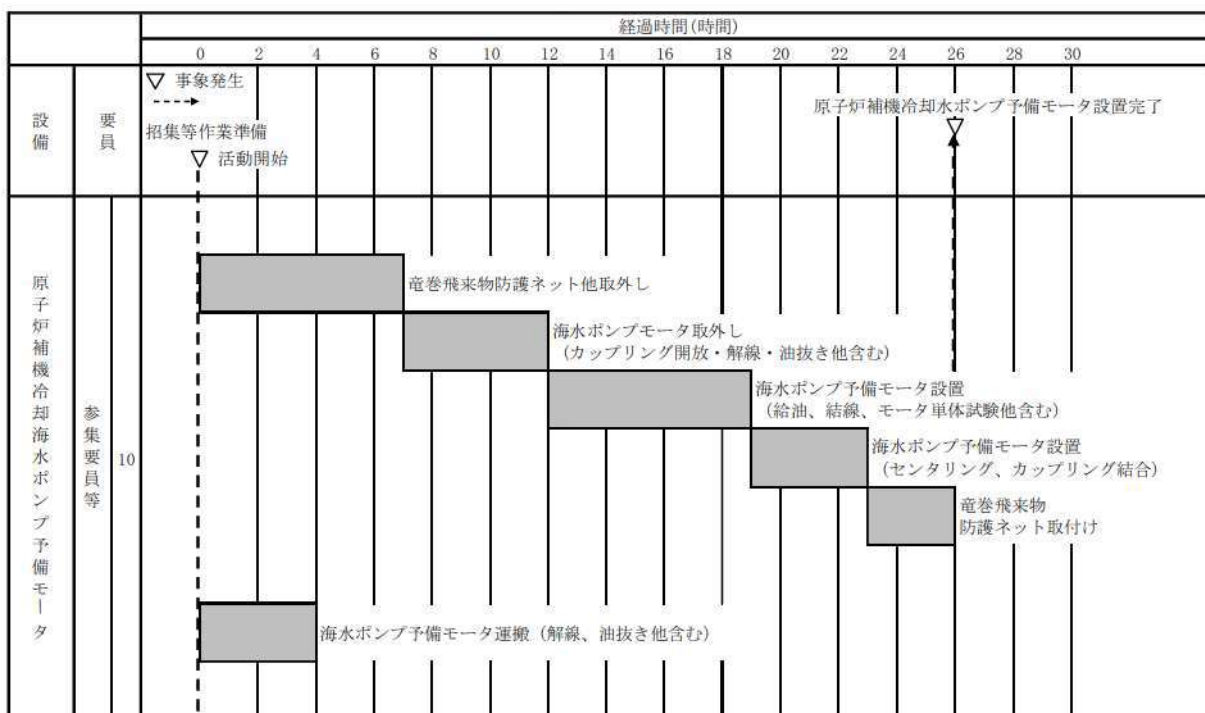 経過時間(時間)
0 2 4 6 8 10 12 14 16 18 20 22 24 26 28 30
設備
要員
▽ 事象発生
招集等作業準備
▽ 活動開始
原子炉補機冷却水ポンプ予備モータ設置完了
▽
原子炉補機冷却海水ポンプ予備モータ
参集要員等
10
竜巻飛来物防護ネット他取外し
海水ポンプモータ取外し
(カップリング開放・解線・油抜き他含む)
海水ポンプ予備モータ設置
(給油、結線、モータ単体試験他含む)
海水ポンプ予備モータ設置
(センタリング、カップリング結合)
竜巻飛来物
防護ネット取付け
海水ポンプ予備モータ運搬(解線、油抜き他含む)